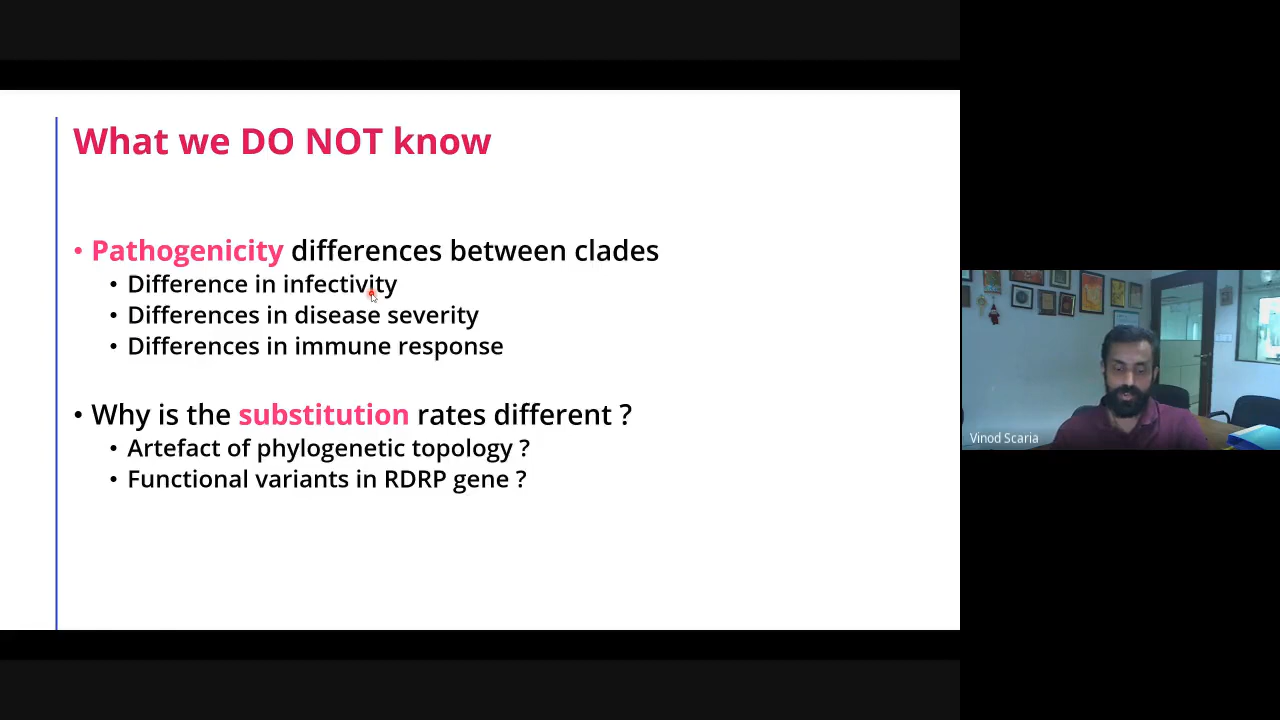 What we DO NOT know
• Pathogenicity differences between clades
• Difference in infectivity
• Differences in disease severity
• Differences in immune response
• Why is the substitution rates different ?
• Artefact of phylogenetic topology ?
• Functional variants in RDRP gene ?
Vinod Scaria